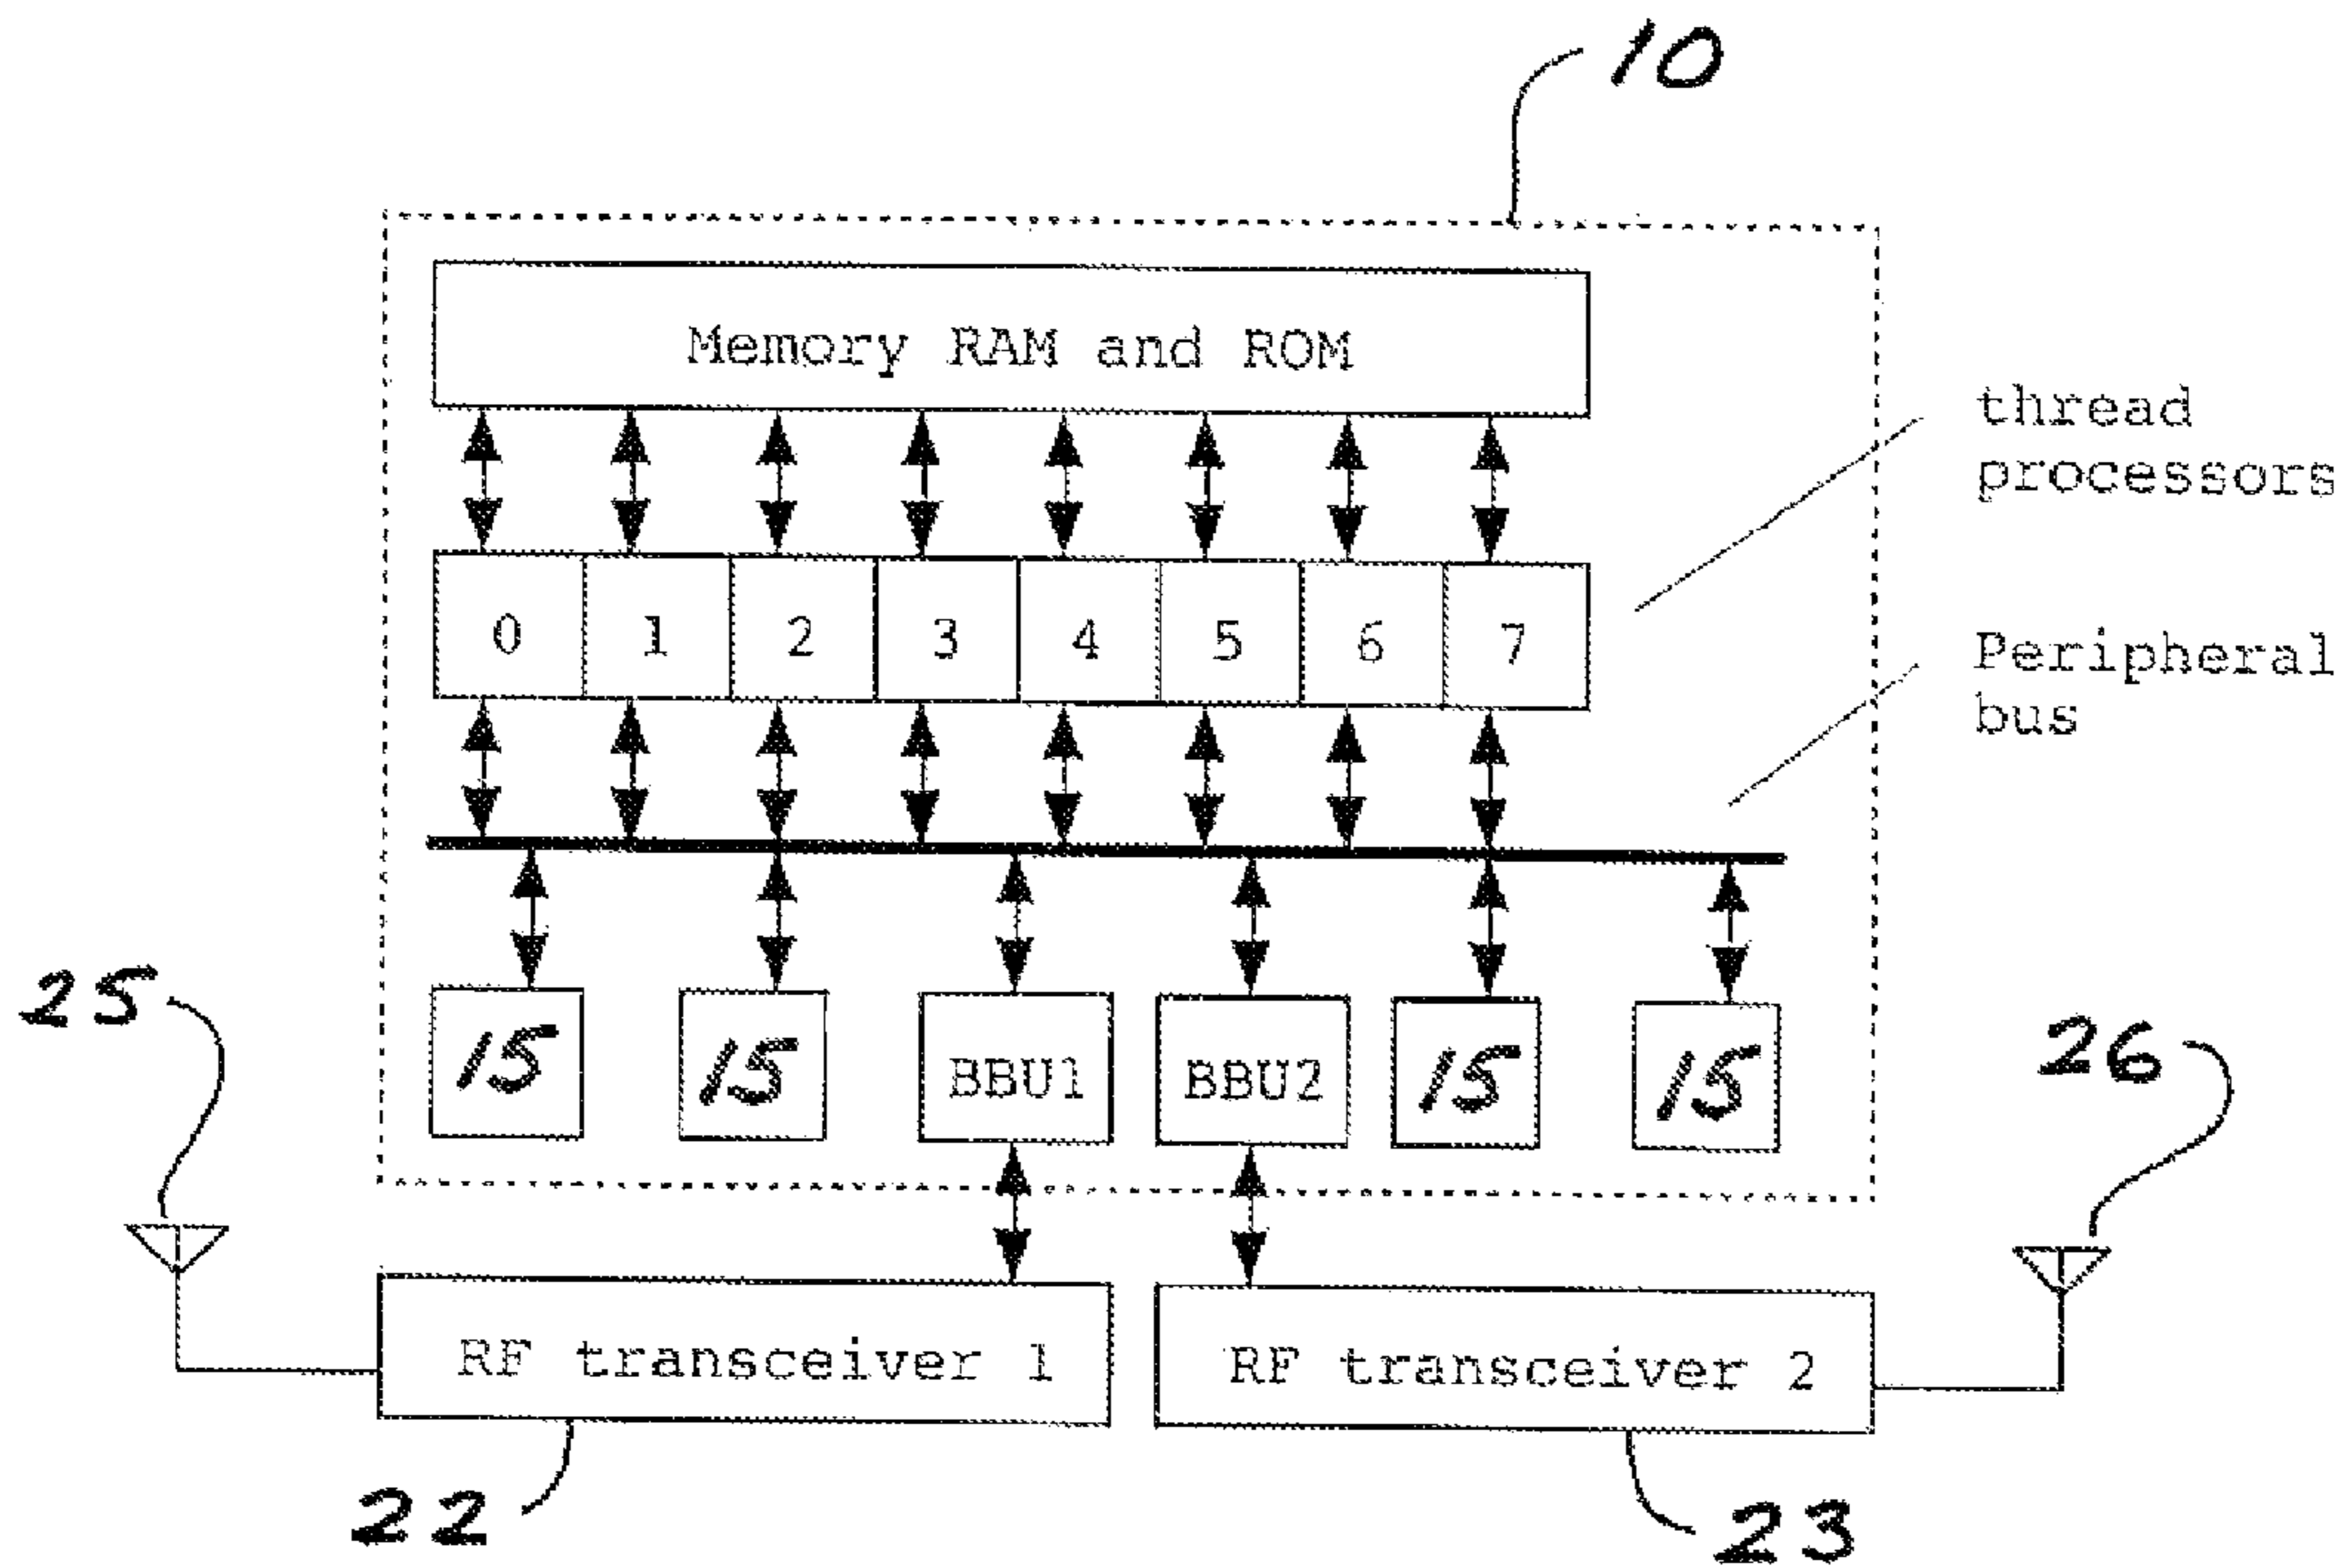 10
Memory RAM and ROM
thread
processors
0 1 2 3 4 5 6 7
Peripheral
bus
25
15 15 BBU1 BBU2 15 15
26
RF transceiver 1
RF transceiver 2
22
23